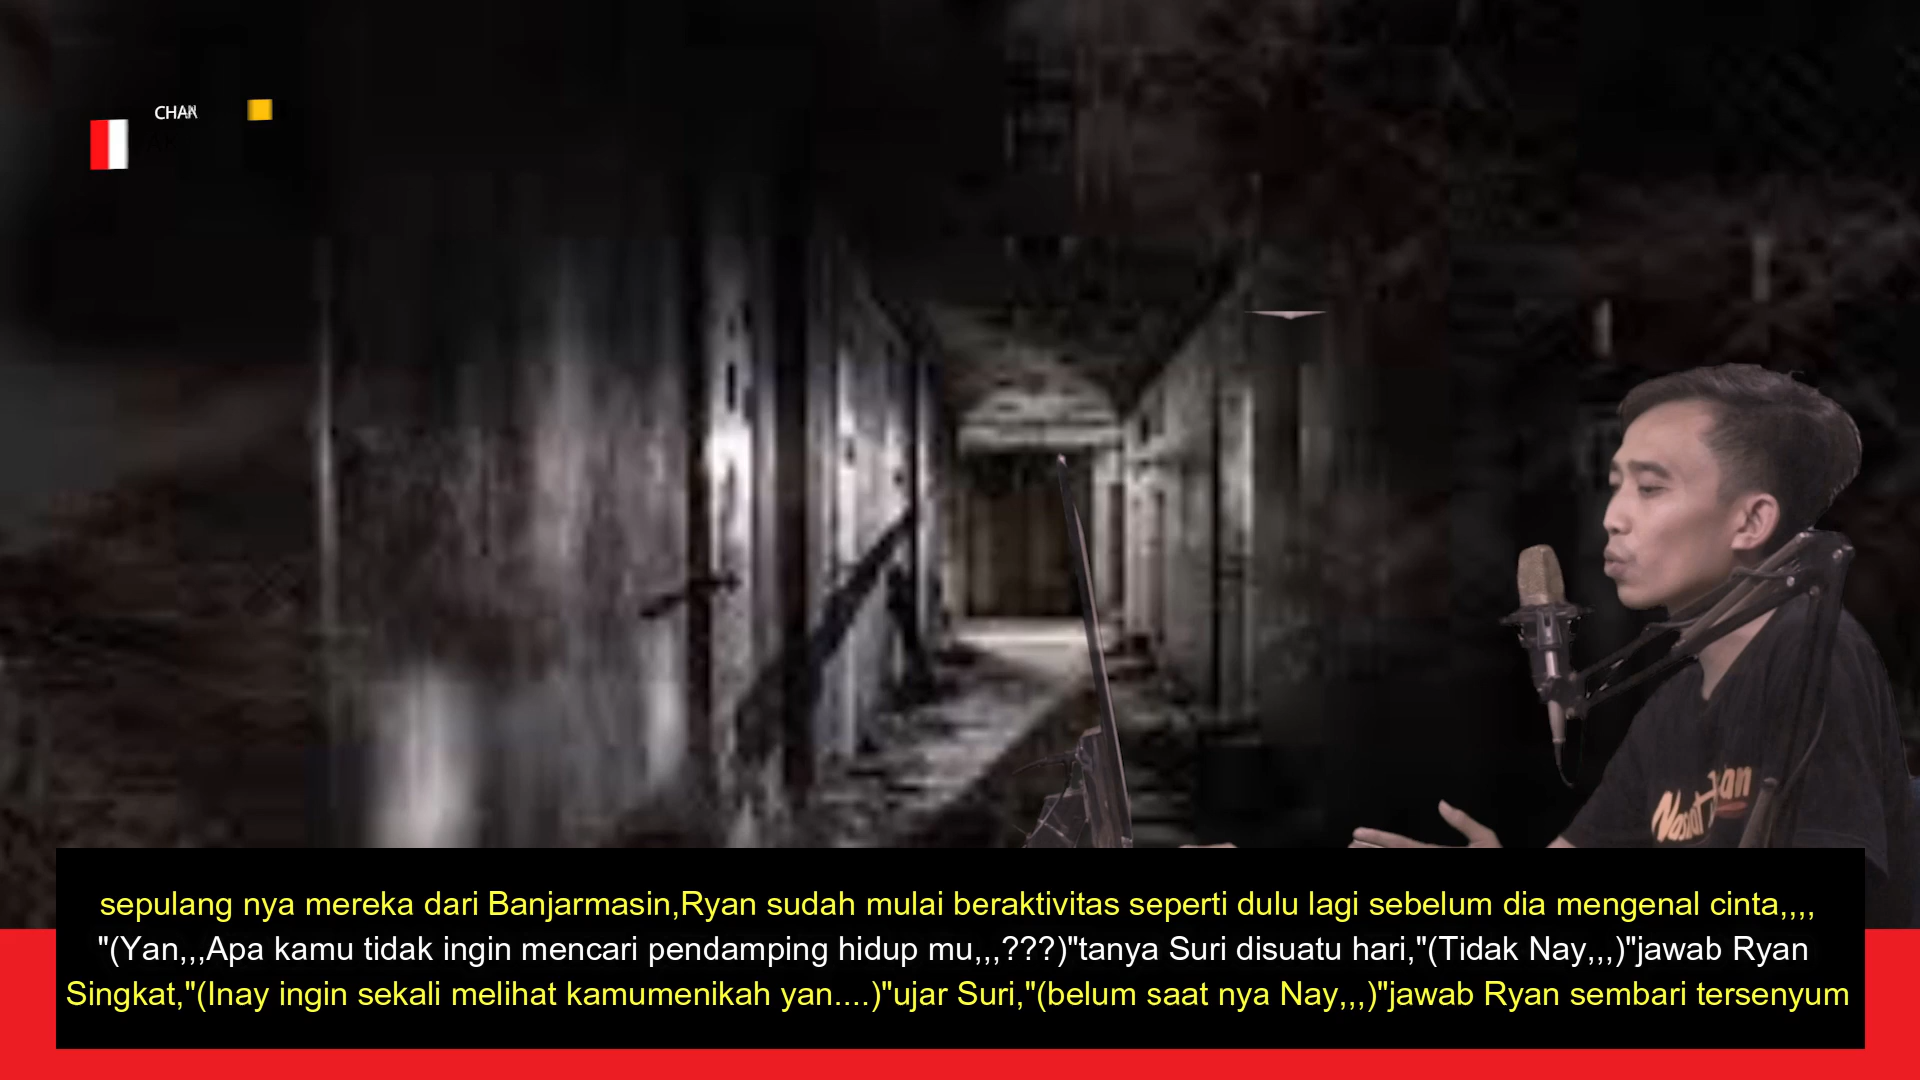 CHAN
sepulang nya mereka dari Banjarmasin,Ryan sudah mulai beraktivitas seperti dulu lagi sebelum dia mengenal cinta,,,,
"(Yan,,,Apa kamu tidak ingin mencari pendamping hidup mu,,,???)"tanya Suri disuatu hari,"(Tidak Nay,,,)"jawab Ryan
Singkat,"(Inay ingin sekali melihat kamumenikah yan....)"ujar Suri,"(belum saat nya Nay,,,)"jawab Ryan sembari tersenyum